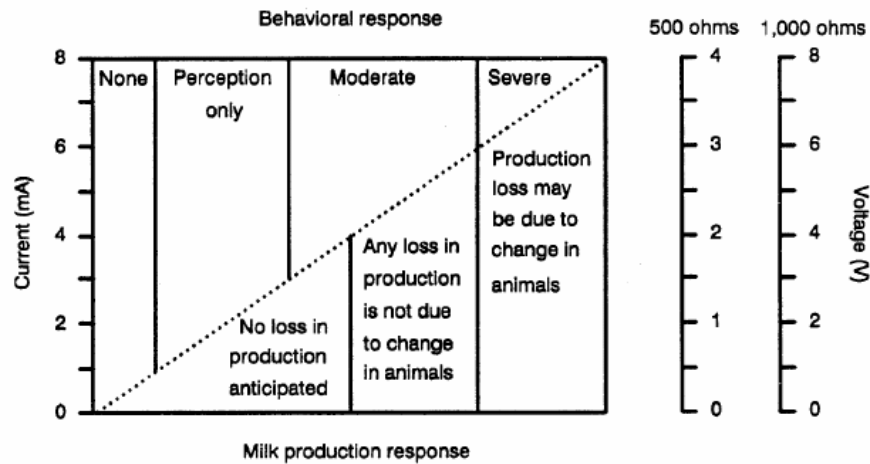 Behavioral response
500 ohms 1,000 ohms
None
Perception
only
Moderate
Severe
Production
loss may
be due to
change in
animals
Any loss in
production
is not due
to change
in animals
No loss in
production
anticipated
Current (mA)
8
6
4
2
0
4
3
2
1
0
8
6
4
2
0
Voltage (V)
Milk production response